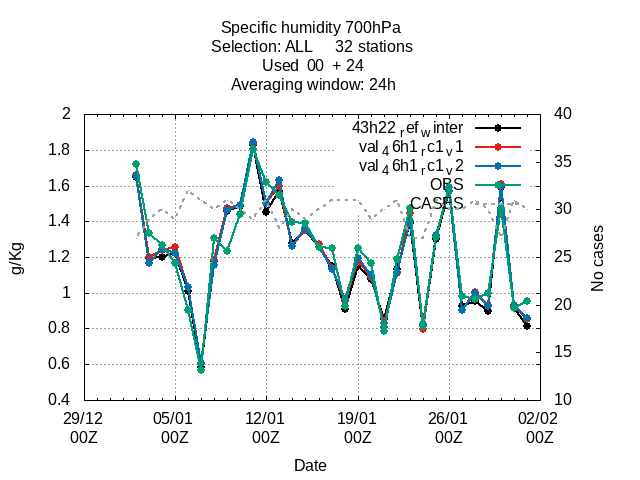 Specific humidity 700hPa
Selection: ALL 32 stations
Used 00 + 24
Averaging window: 24h
2
1.8
1.6
1.4
1.2
1
0.8
0.6
0.4
g/Kg
40
35
30
25
20
15
10
No cases
43h22ref_winter
val46h1rc1v1
val46h1rc1v2
OBS
CASES
29/12 05/01 12/01 19/01 26/01 02/02
00Z 00Z 00Z 00Z 00Z 00Z
Date